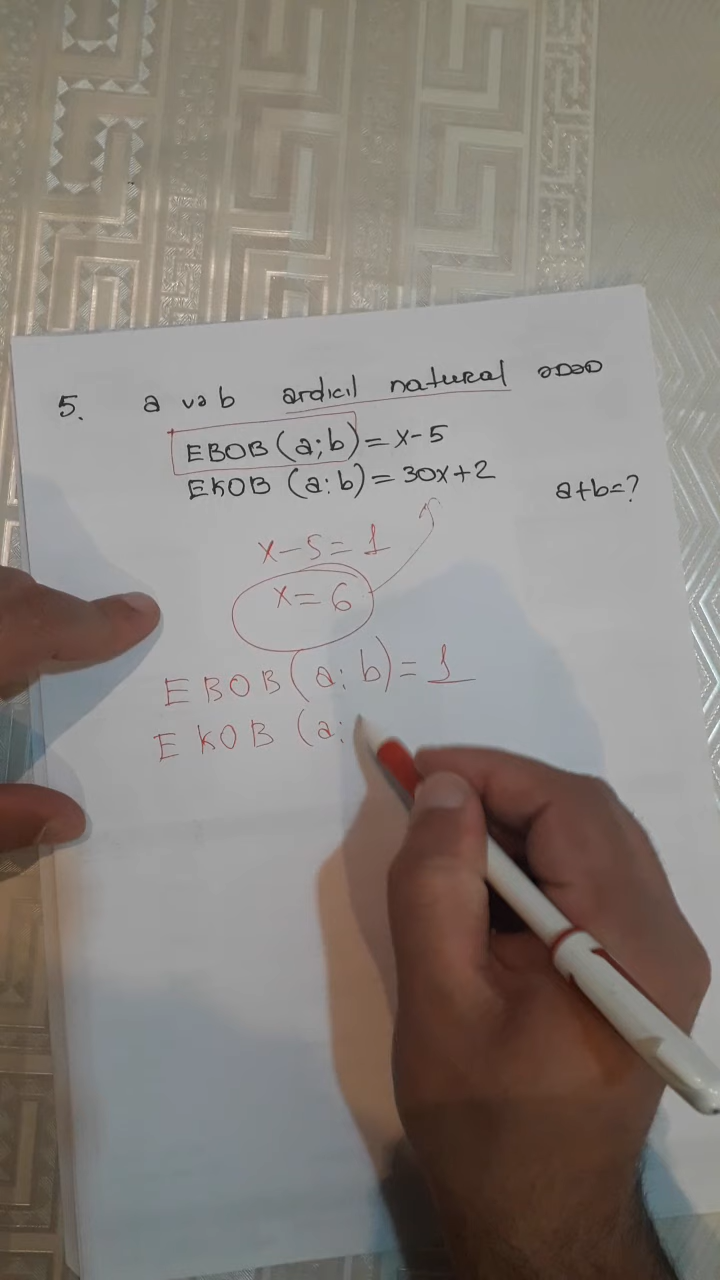 5. a və b ardıcıl natural ədəd
EBOB (a;b) = x-5
EKOB (a:b) = 30x+2 a+b=?
x-5=1
x=6
EBOB(a:b)=1
EKOB (a: